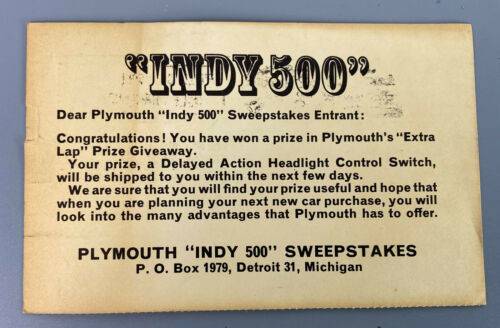 "INDY 500"
Dear Plymouth "Indy 500" Sweepstakes Entrant:
Congratulations! You have won a prize in Plymouth's "Extra
Lap" Prize Giveaway.
Your prize, a Delayed Action Headlight Control Switch,
will be shipped to you within the next few days.
We are sure that you will find your prize useful and hope that
when you are planning your next new car purchase, you will
look into the many advantages that Plymouth has to offer.
PLYMOUTH "INDY 500" SWEEPSTAKES
P. O. Box 1979, Detroit 31, Michigan